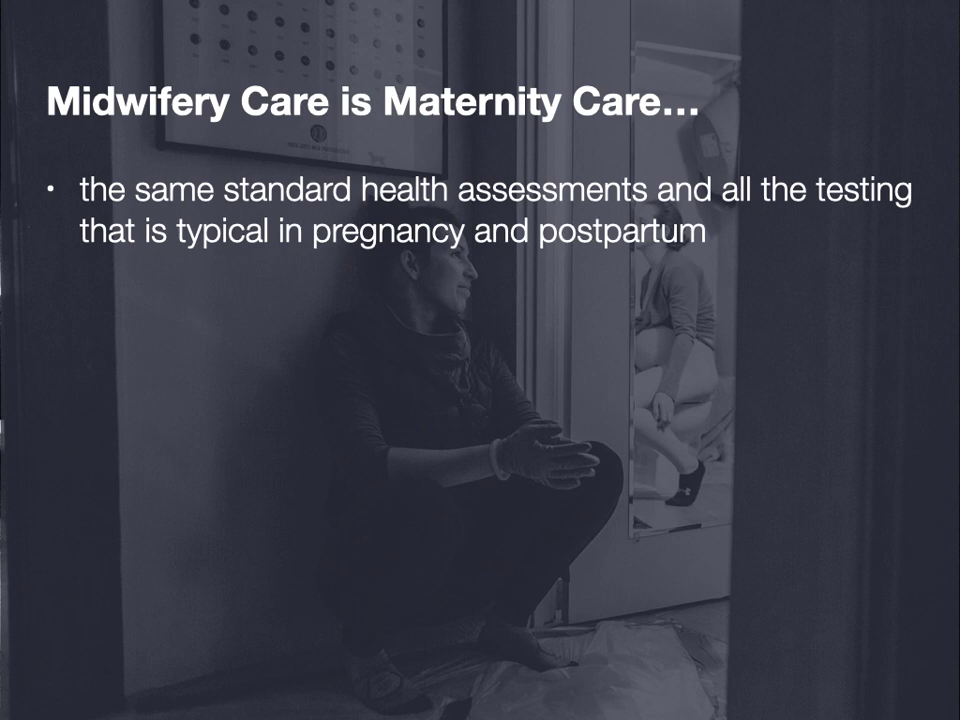 Midwifery Care is Maternity Care...
• the same standard health assessments and all the testing
that is typical in pregnancy and postpartum